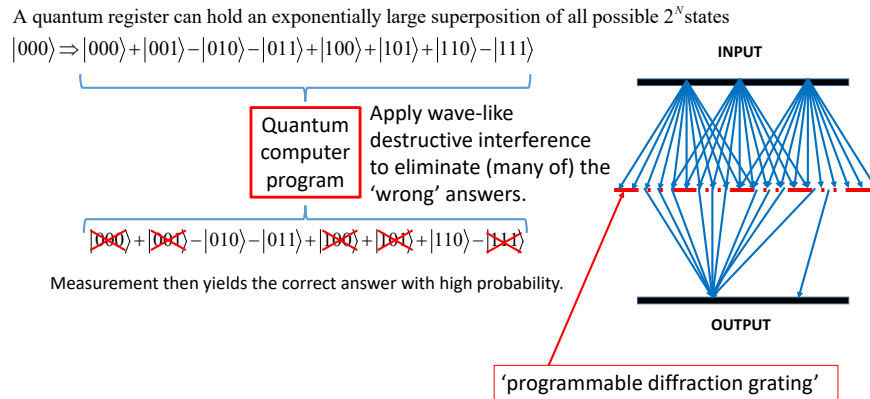 A quantum register can hold an exponentially large superposition of all possible 2^N states
|000⟩ ⇒ |000⟩+|001⟩−|010⟩−|011⟩+|100⟩+|101⟩+|110⟩−|111⟩
INPUT
Quantum
computer
program
Apply wave-like
destructive interference
to eliminate (many of) the
‘wrong’ answers.
|000⟩+|001⟩−|010⟩−|011⟩+|100⟩+|101⟩+|110⟩−|111⟩
Measurement then yields the correct answer with high probability.
OUTPUT
‘programmable diffraction grating’